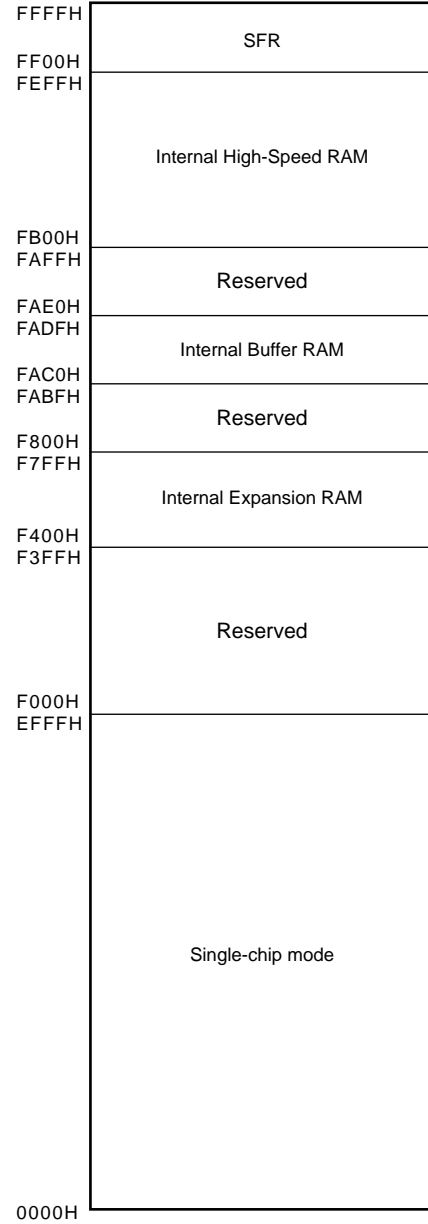 FFFFH
SFR
FF00H
FEFFH
Internal High-Speed RAM
FB00H
FAFFH
Reserved
FAE0H
FADFH
Internal Buffer RAM
FAC0H
FABFH
Reserved
F800H
F7FFH
Internal Expansion RAM
F400H
F3FFH
Reserved
F000H
EFFFH
Single-chip mode
0000H